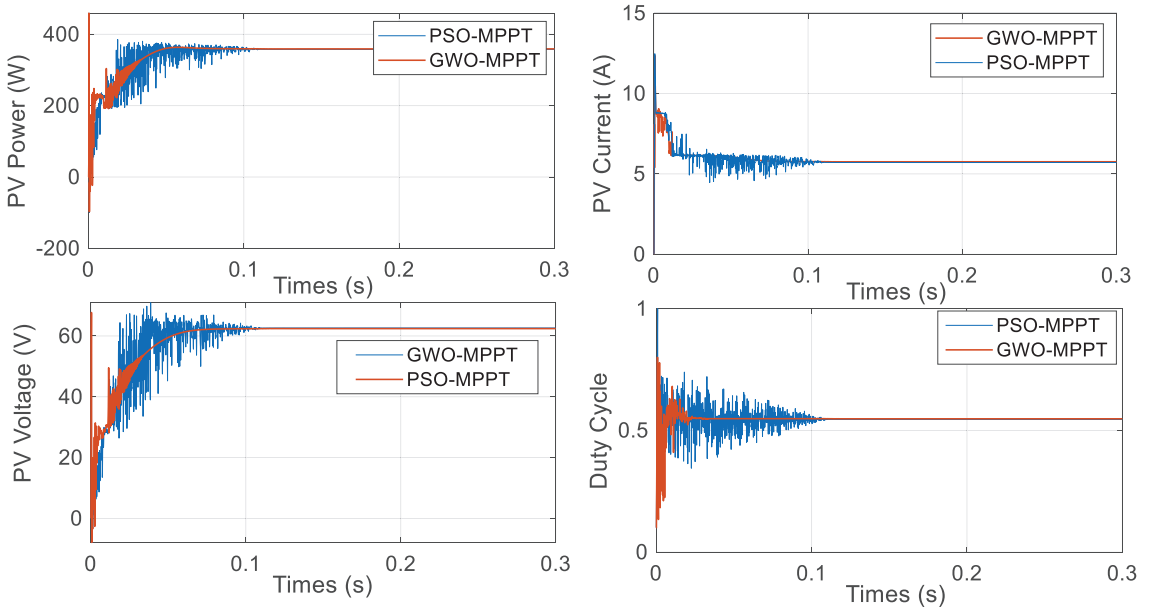 PV Power (W)
400
200
0
-200
PSO-MPPT
GWO-MPPT
0
0.1
0.2
0.3
Times (s)
PV Current (A)
15
10
5
0
GWO-MPPT
PSO-MPPT
0
0.1
0.2
0.3
Times (s)
PV Voltage (V)
60
40
20
0
GWO-MPPT
PSO-MPPT
0
0.1
0.2
0.3
Times (s)
Duty Cycle
1
0.5
0
PSO-MPPT
GWO-MPPT
0
0.1
0.2
0.3
Times (s)